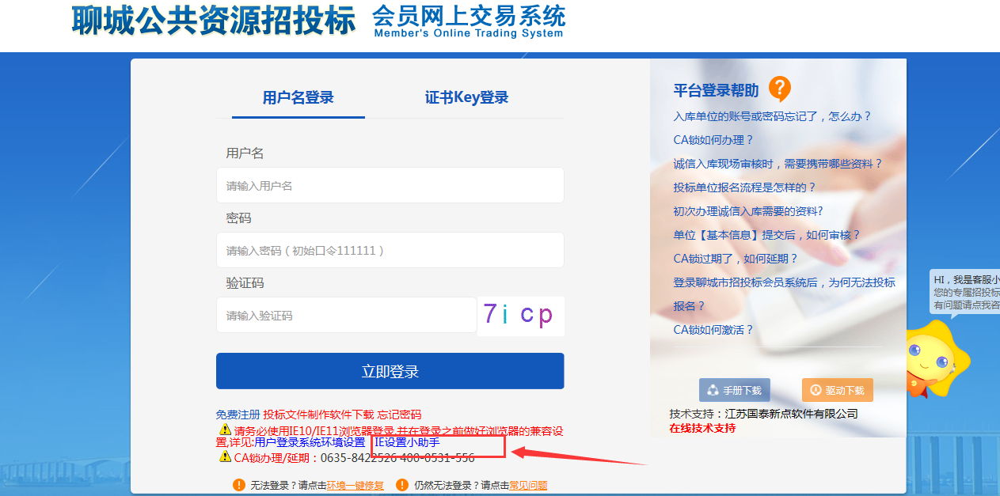 聊城公共资源招投标 会员网上交易系统
Member's Online Trading System
用户名登录 证书Key登录
用户名
请输入用户名
密码
请输入密码（初始口令111111）
验证码
请输入验证码 7icp
立即登录
免费注册 投标文件制作软件下载 忘记密码
请务必使用IE10/IE11浏览器登录,并在登录之前做好浏览器的兼容设
置,详见:用户登录系统环境设置 IE设置小助手
CA锁办理/延期：0635-8422526 400-0531-556
无法登录？请点击环境一键修复 仍然无法登录？请点击常见问题
平台登录帮助 ?
入库单位的账号或密码忘记了，怎么办？
CA锁如何办理？
诚信入库现场审核时，需要携带哪些资料？
投标单位报名流程是怎样的？
初次办理诚信入库需要的资料?
单位【基本信息】提交后，如何审核？
CA锁过期了，如何延期？
登录聊城市招投标会员系统后，为何无法投标
报名？
CA锁如何激活？
手册下载 驱动下载
技术支持：江苏国泰新点软件有限公司
在线技术支持
HI，我是客服小
您的专属招投标
有问题请点我咨